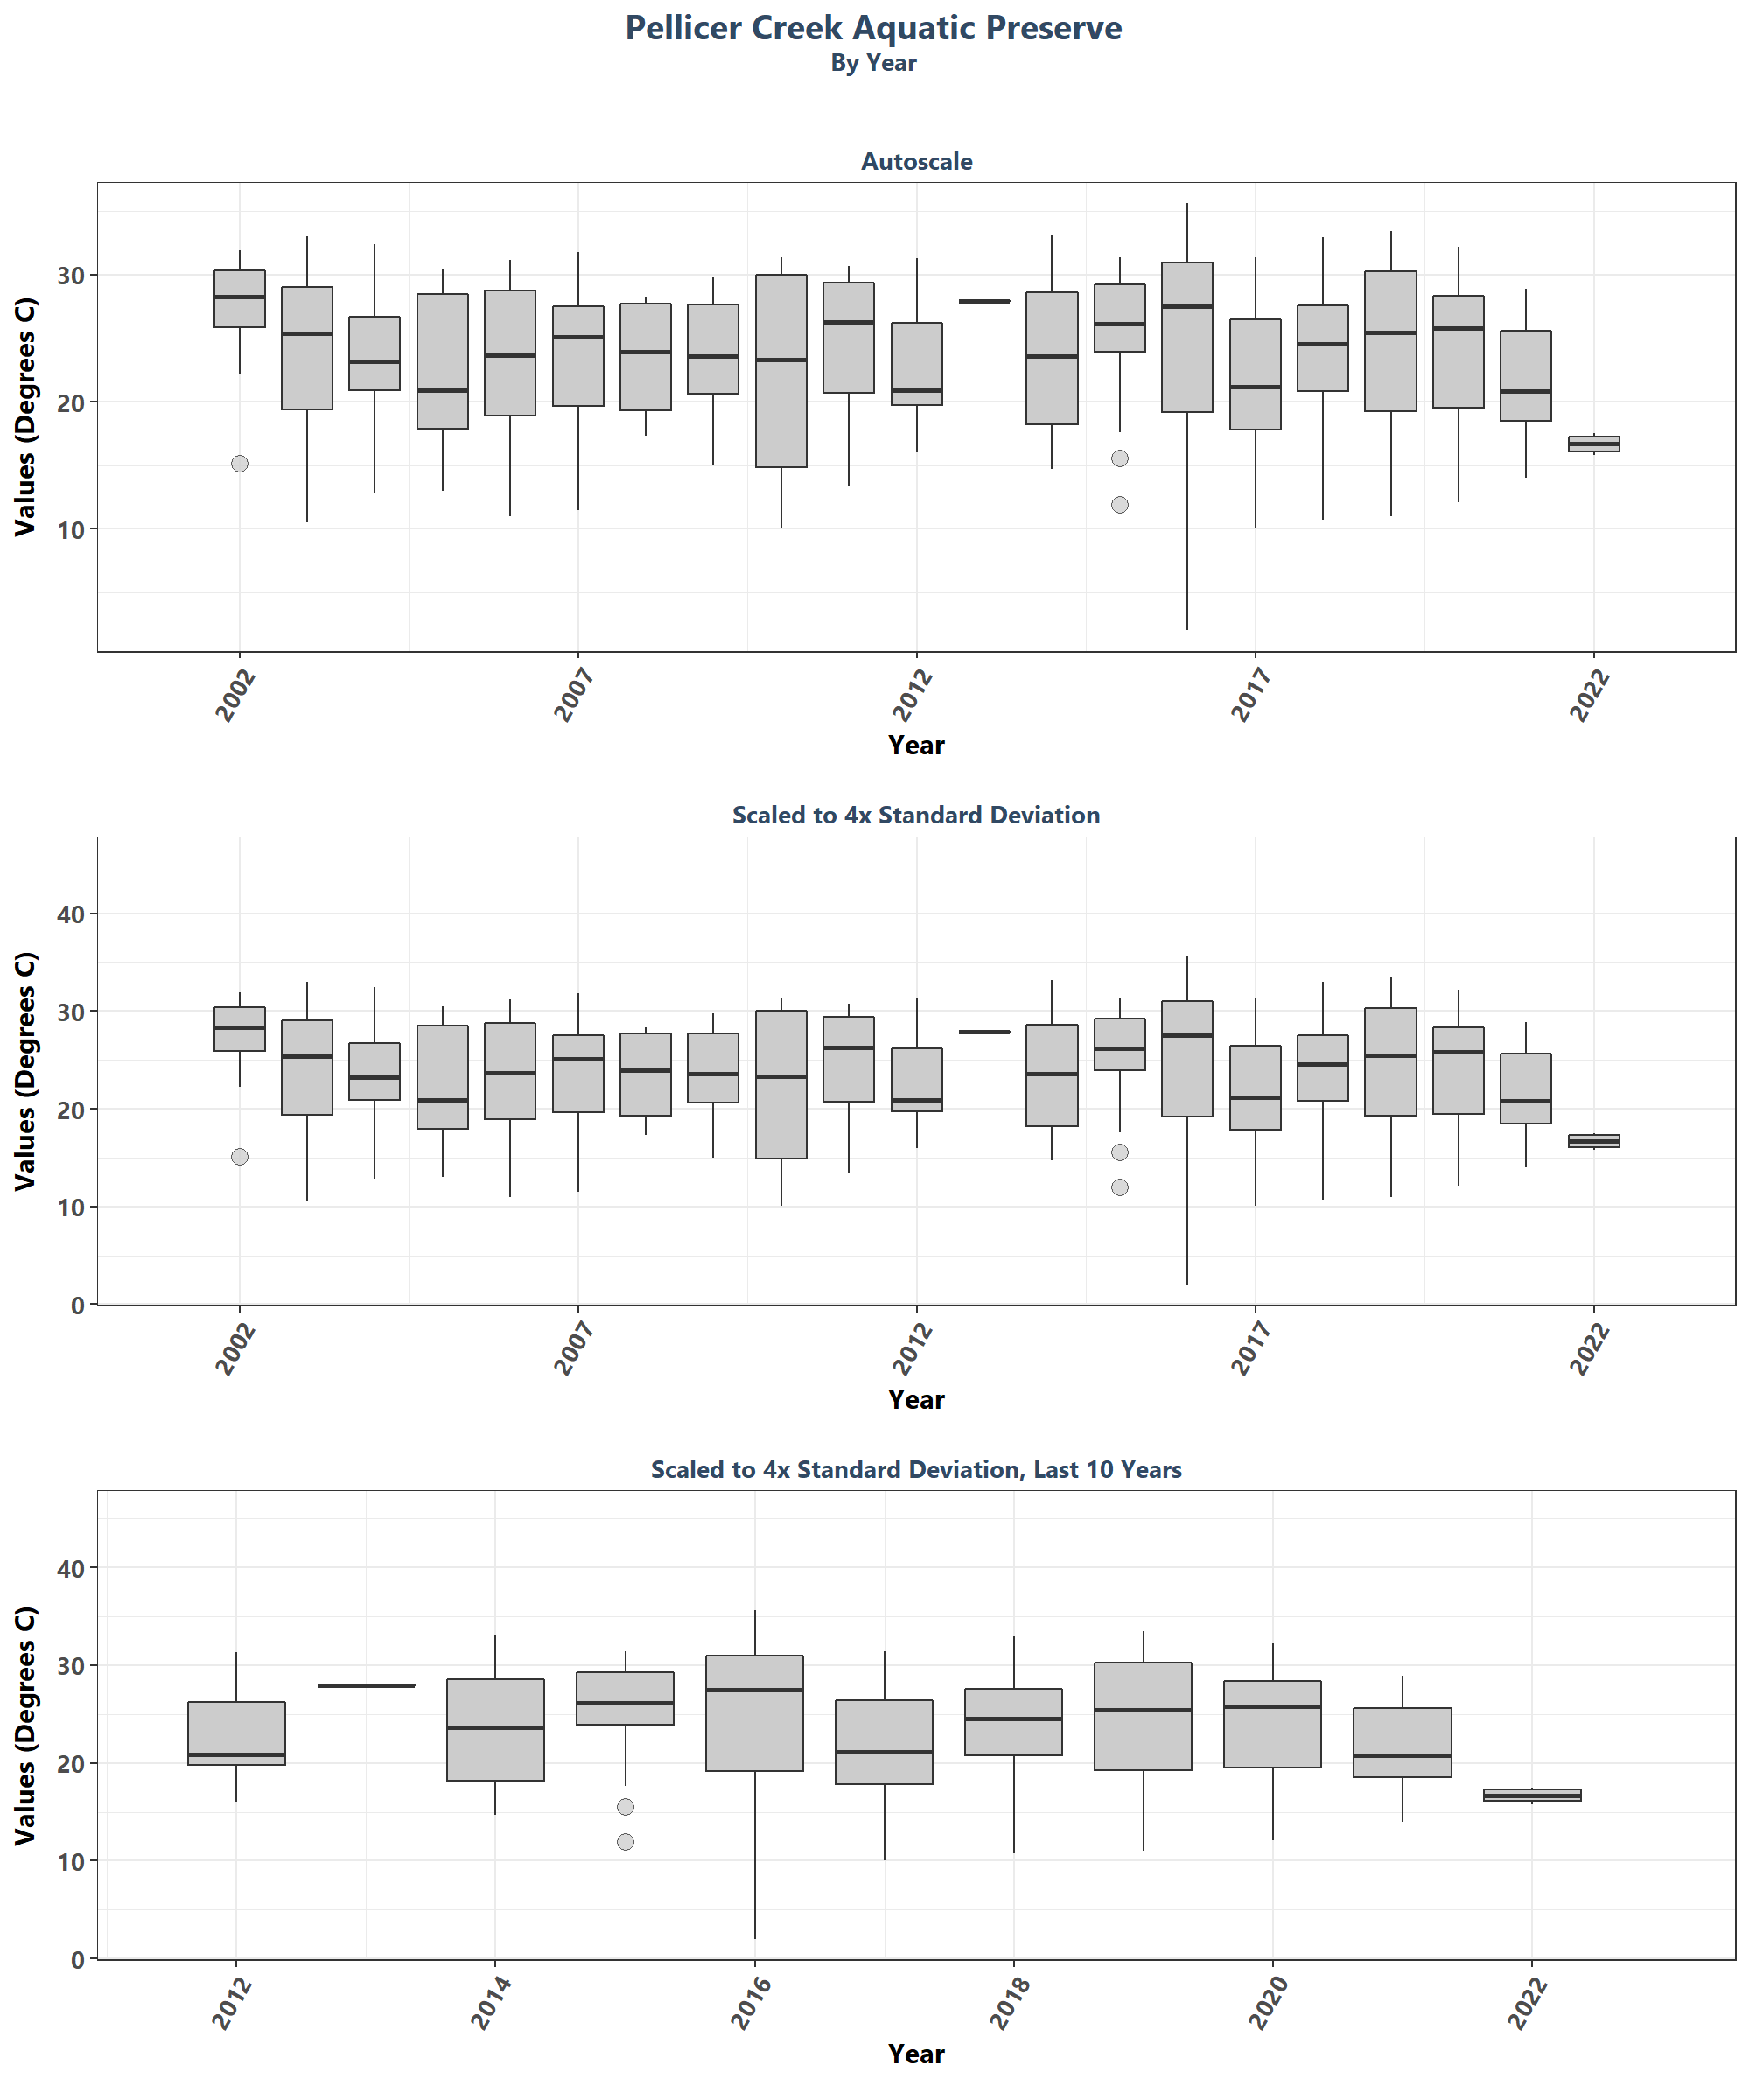 Pellicer Creek Aquatic Preserve
By Year
Autoscale
Values (Degrees C)
30
20
10
2002
2007
2012
2017
2022
Year
Scaled to 4x Standard Deviation
Values (Degrees C)
40
30
20
10
0
2002
2007
2012
2017
2022
Year
Scaled to 4x Standard Deviation, Last 10 Years
Values (Degrees C)
40
30
20
10
0
2012
2014
2016
2018
2020
2022
Year